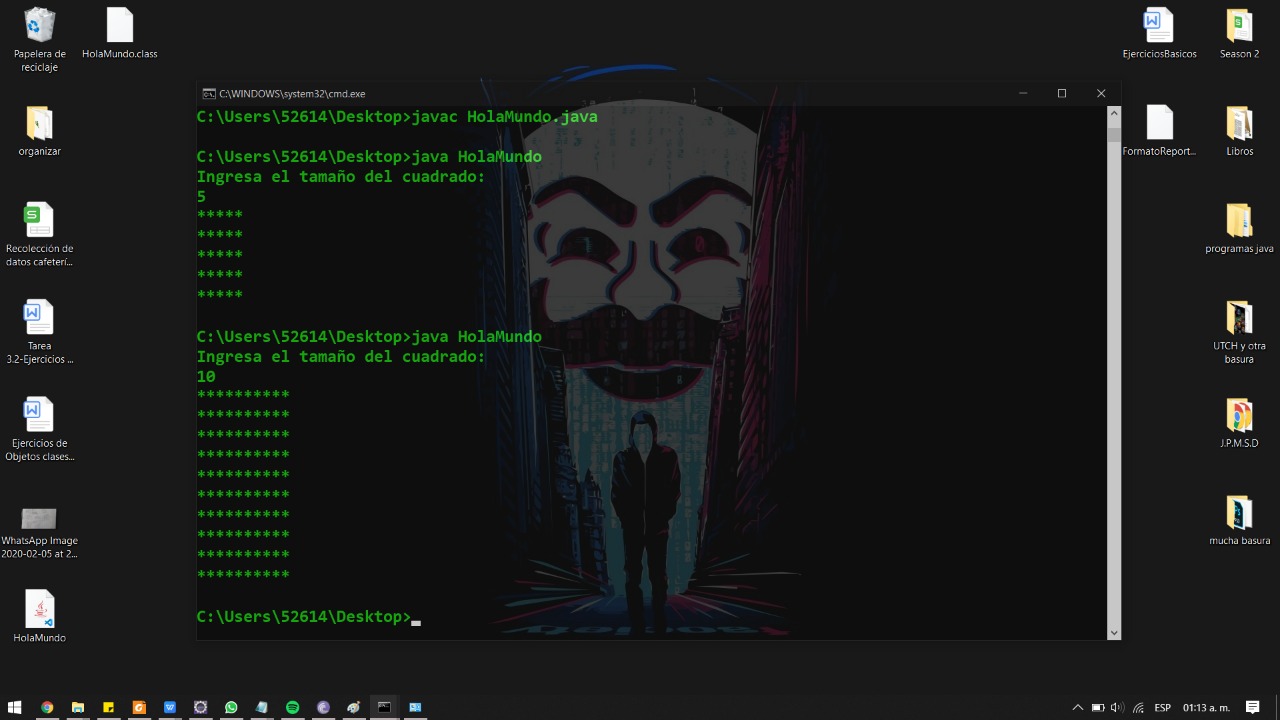 Papelera de
reciclaje
HolaMundo.class
organizar
Recolección de
datos cafeterí...
Tarea
3.2-Ejercicios ...
Ejercicios de
Objetos clases...
WhatsApp Image
2020-02-05 at 2...
HolaMundo
C:\WINDOWS\system32\cmd.exe
C:\Users\52614\Desktop>javac HolaMundo.java
C:\Users\52614\Desktop>java HolaMundo
Ingresa el tamaño del cuadrado:
5
*****
*****
*****
*****
*****
C:\Users\52614\Desktop>java HolaMundo
Ingresa el tamaño del cuadrado:
10
**********
**********
**********
**********
**********
**********
**********
**********
**********
**********
C:\Users\52614\Desktop>
EjerciciosBasicos
Season 2
FormatoReport...
Libros
programas java
UTCH y otra
basura
J.P.M.S.D
mucha basura
ESP
01:13 a. m.